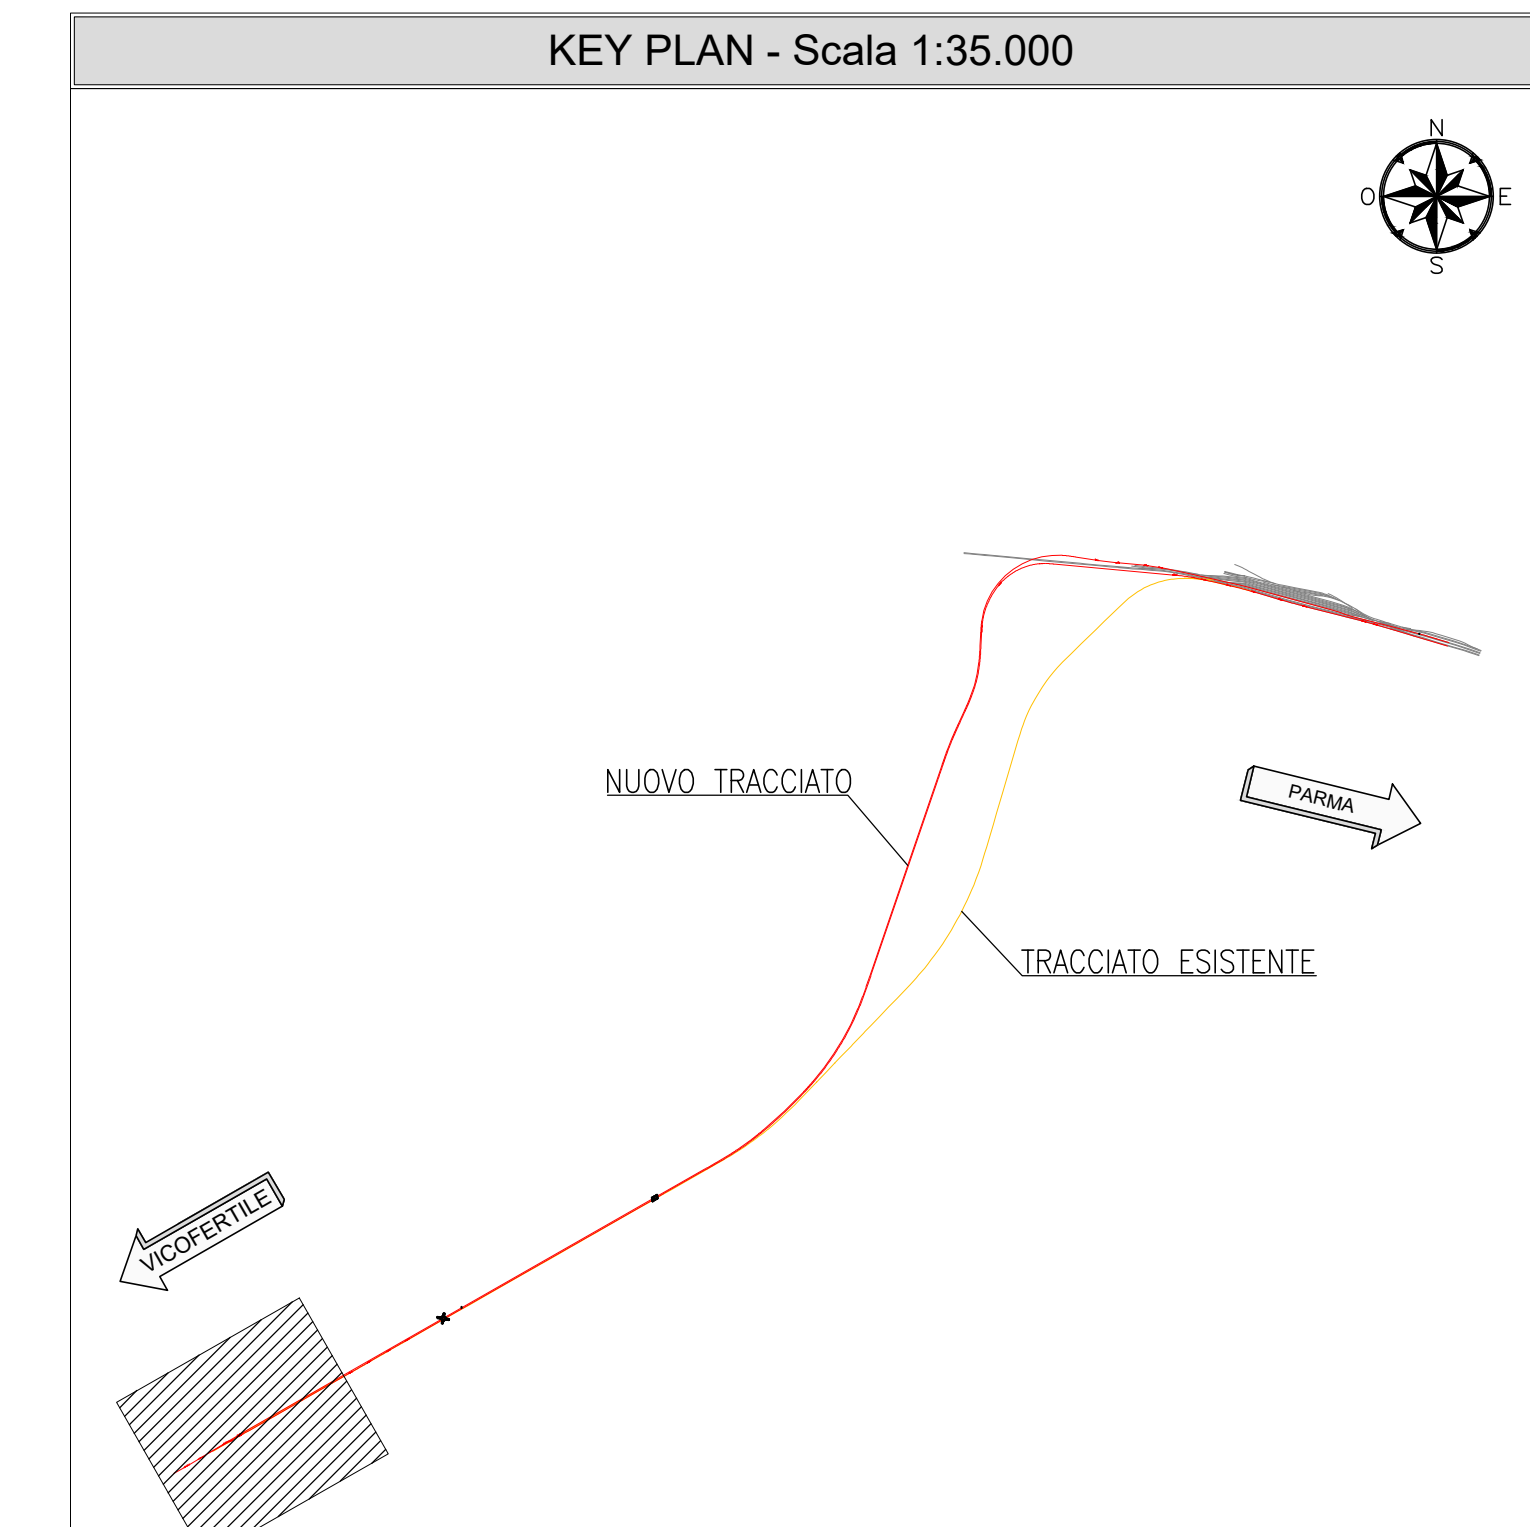 KEY PLAN - Scala 1:35.000
N
O
E
S
NUOVO TRACCIATO
PARMA
TRACCIATO ESISTENTE
VICOFERTILE